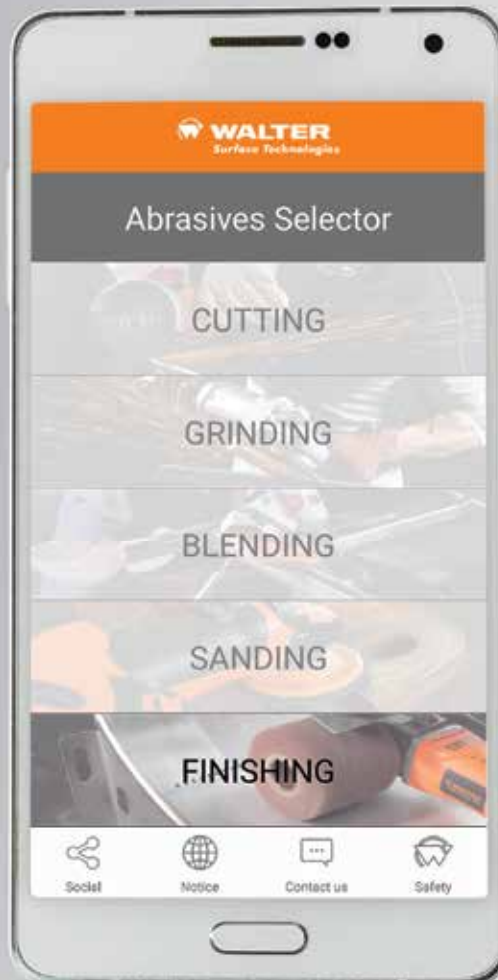 WALTER
Surface Technologies
Abrasives Selector
CUTTING
GRINDING
BLENDING
SANDING
FINISHING
Social
Notice
Contact us
Safety